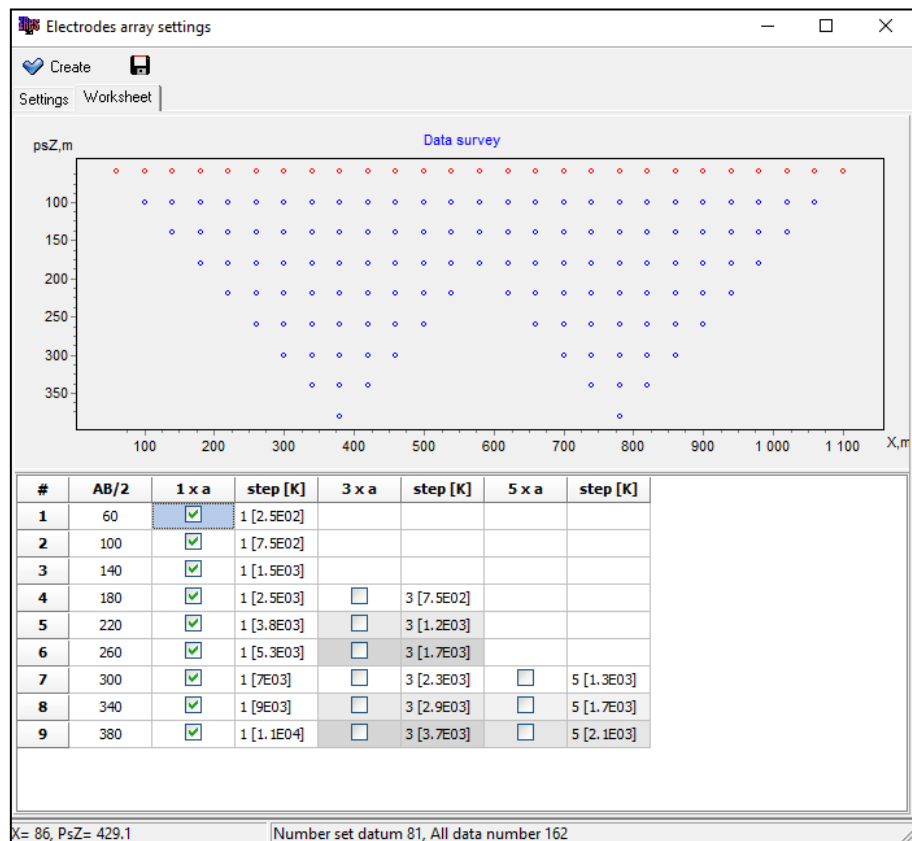 Electrodes array settings
Create
Settings Worksheet
Data survey
psZ,m
100
150
200
250
300
350
100 200 300 400 500 600 700 800 900 1 000 1 100 X,m
# AB/2 1 x a step [K] 3 x a step [K] 5 x a step [K]
1 60 1 [2.5E02]
2 100 1 [7.5E02]
3 140 1 [1.5E03]
4 180 1 [2.5E03] 3 [7.5E02]
5 220 1 [3.8E03] 3 [1.2E03]
6 260 1 [5.3E03] 3 [1.7E03]
7 300 1 [7E03] 3 [2.3E03] 5 [1.3E03]
8 340 1 [9E03] 3 [2.9E03] 5 [1.7E03]
9 380 1 [1.1E04] 3 [3.7E03] 5 [2.1E03]
X= 86, PsZ= 429.1 Number set datum 81, All data number 162